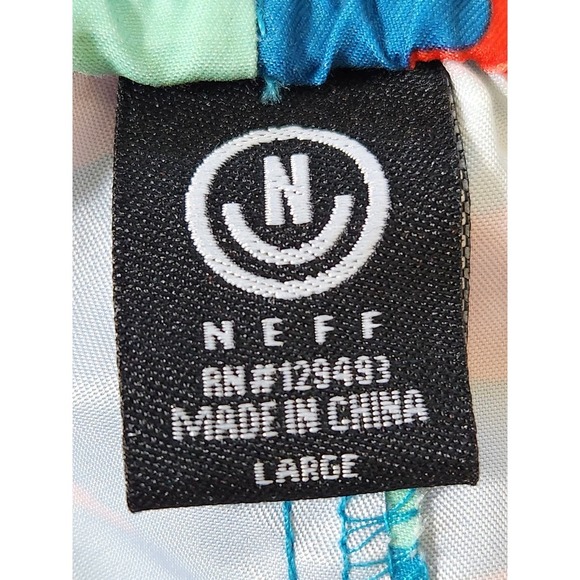 N
NEFF
RN#129493
MADE IN CHINA
LARGE